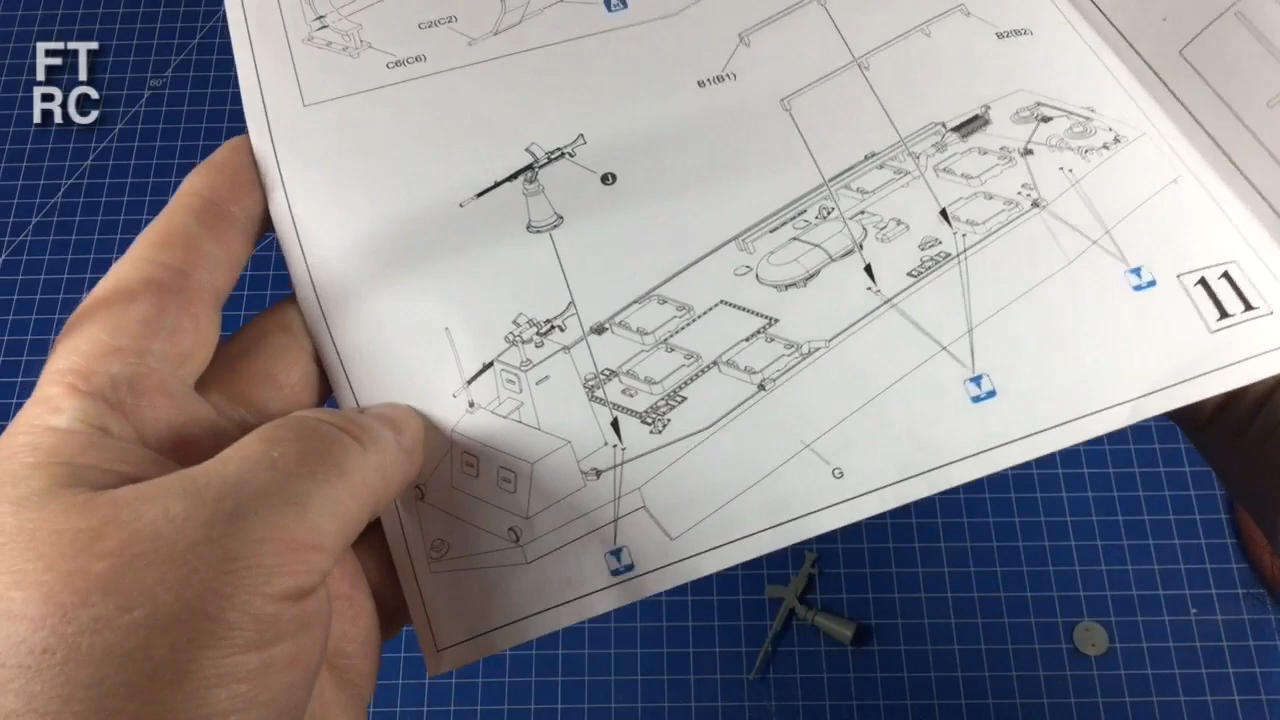 FT
RC
60°
C2(C2)
C6(C6)
B1(B1)
B2(B2)
J
11
G